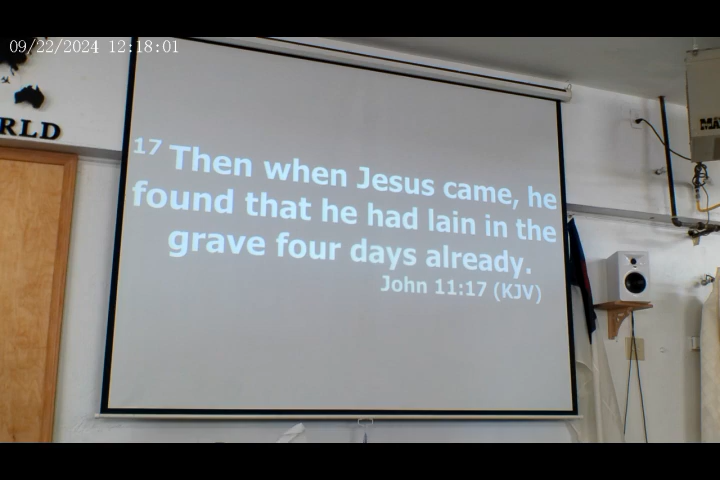 09/22/2024 12:18:01
RLD
17 Then when Jesus came, he
found that he had lain in the
grave four days already.
John 11:17 (KJV)